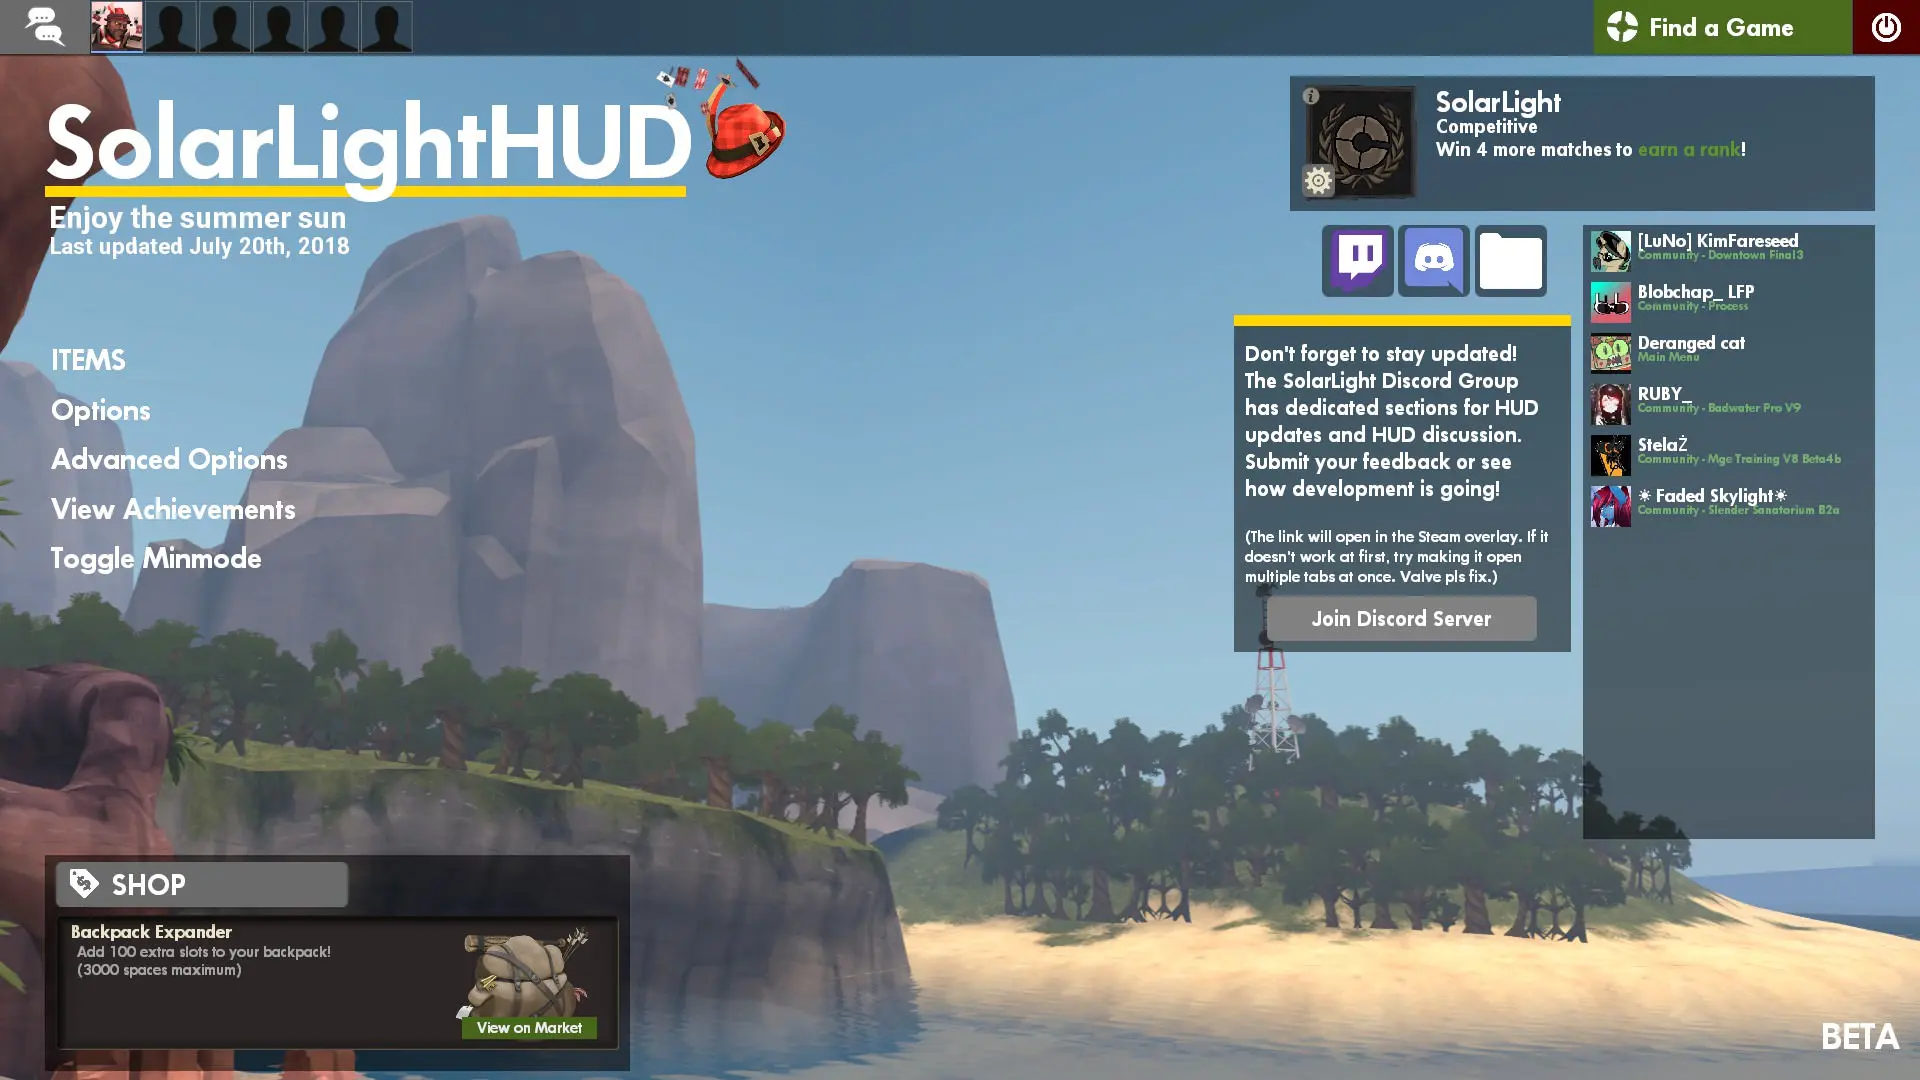 Find a Game
SolarLightHUD
Enjoy the summer sun
Last updated July 20th, 2018
ITEMS
Options
Advanced Options
View Achievements
Toggle Minmode
SHOP
Backpack Expander
Add 100 extra slots to your backpack!
(3000 spaces maximum)
View on Market
SolarLight
Competitive
Win 4 more matches to earn a rank!
Don't forget to stay updated!
The SolarLight Discord Group
has dedicated sections for HUD
updates and HUD discussion.
Submit your feedback or see
how development is going!
(The link will open in the Steam overlay. If it
doesn't work at first, try making it open
multiple tabs at once. Valve pls fix.)
Join Discord Server
[LuNo] KimFareseed
Community - Downtown Final3
Blobchap_ LFP
Community - Process
Deranged cat
Main Menu
RUBY_
Community - Badwater Pro V9
StelaŻ
Community - Mge Training V8 Beta4b
☀ Faded Skylight☀
Community - Slender Sanatorium B2a
BETA